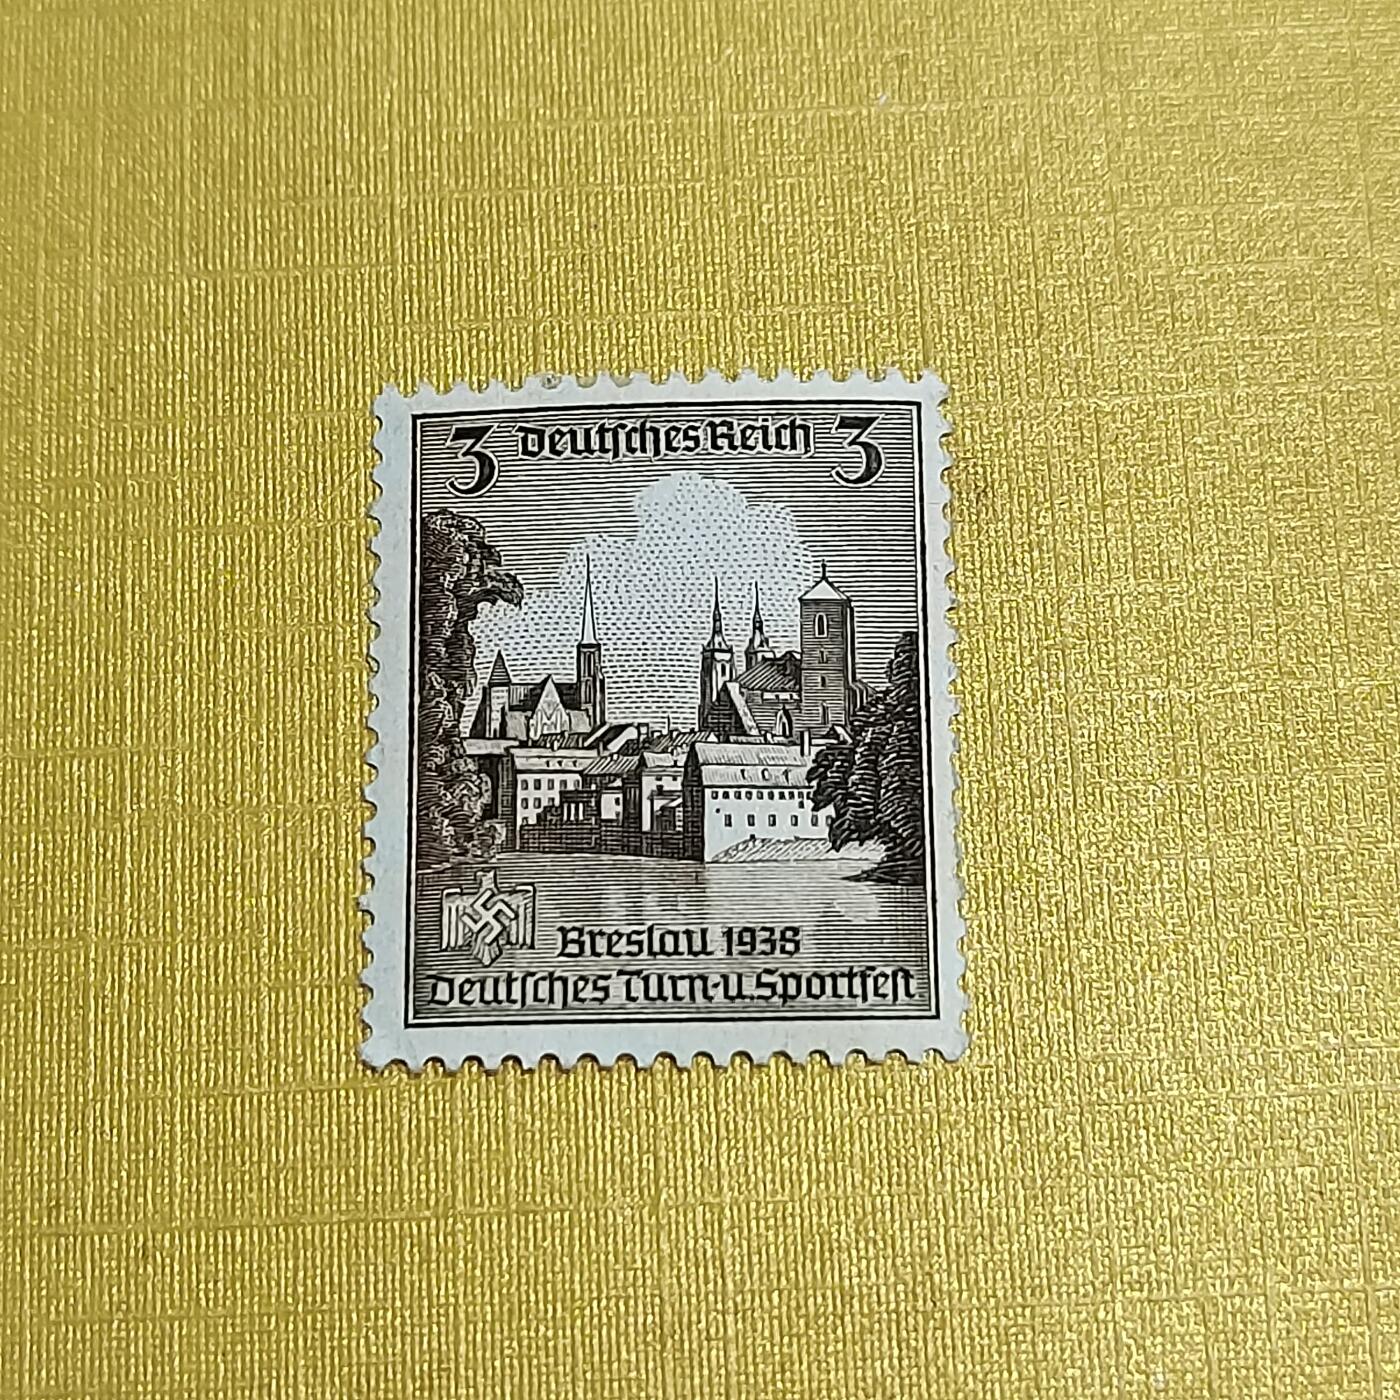 3 Deutsches Reich 3
Breslau 1938
Deutsches Turn-u.Sportfest